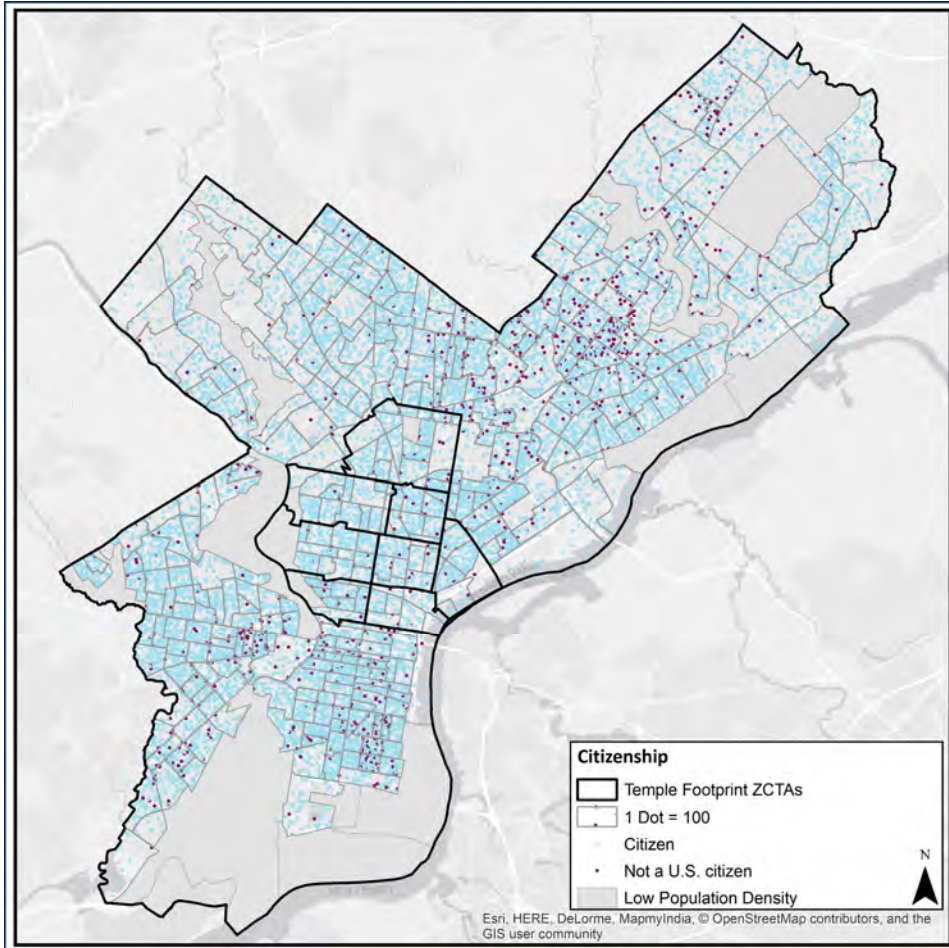 Citizenship
Temple Footprint ZCTAs
1 Dot = 100
Citizen
Not a U.S. citizen
Low Population Density
N
Esri, HERE, DeLorme, MapmyIndia, © OpenStreetMap contributors, and the
GIS user community